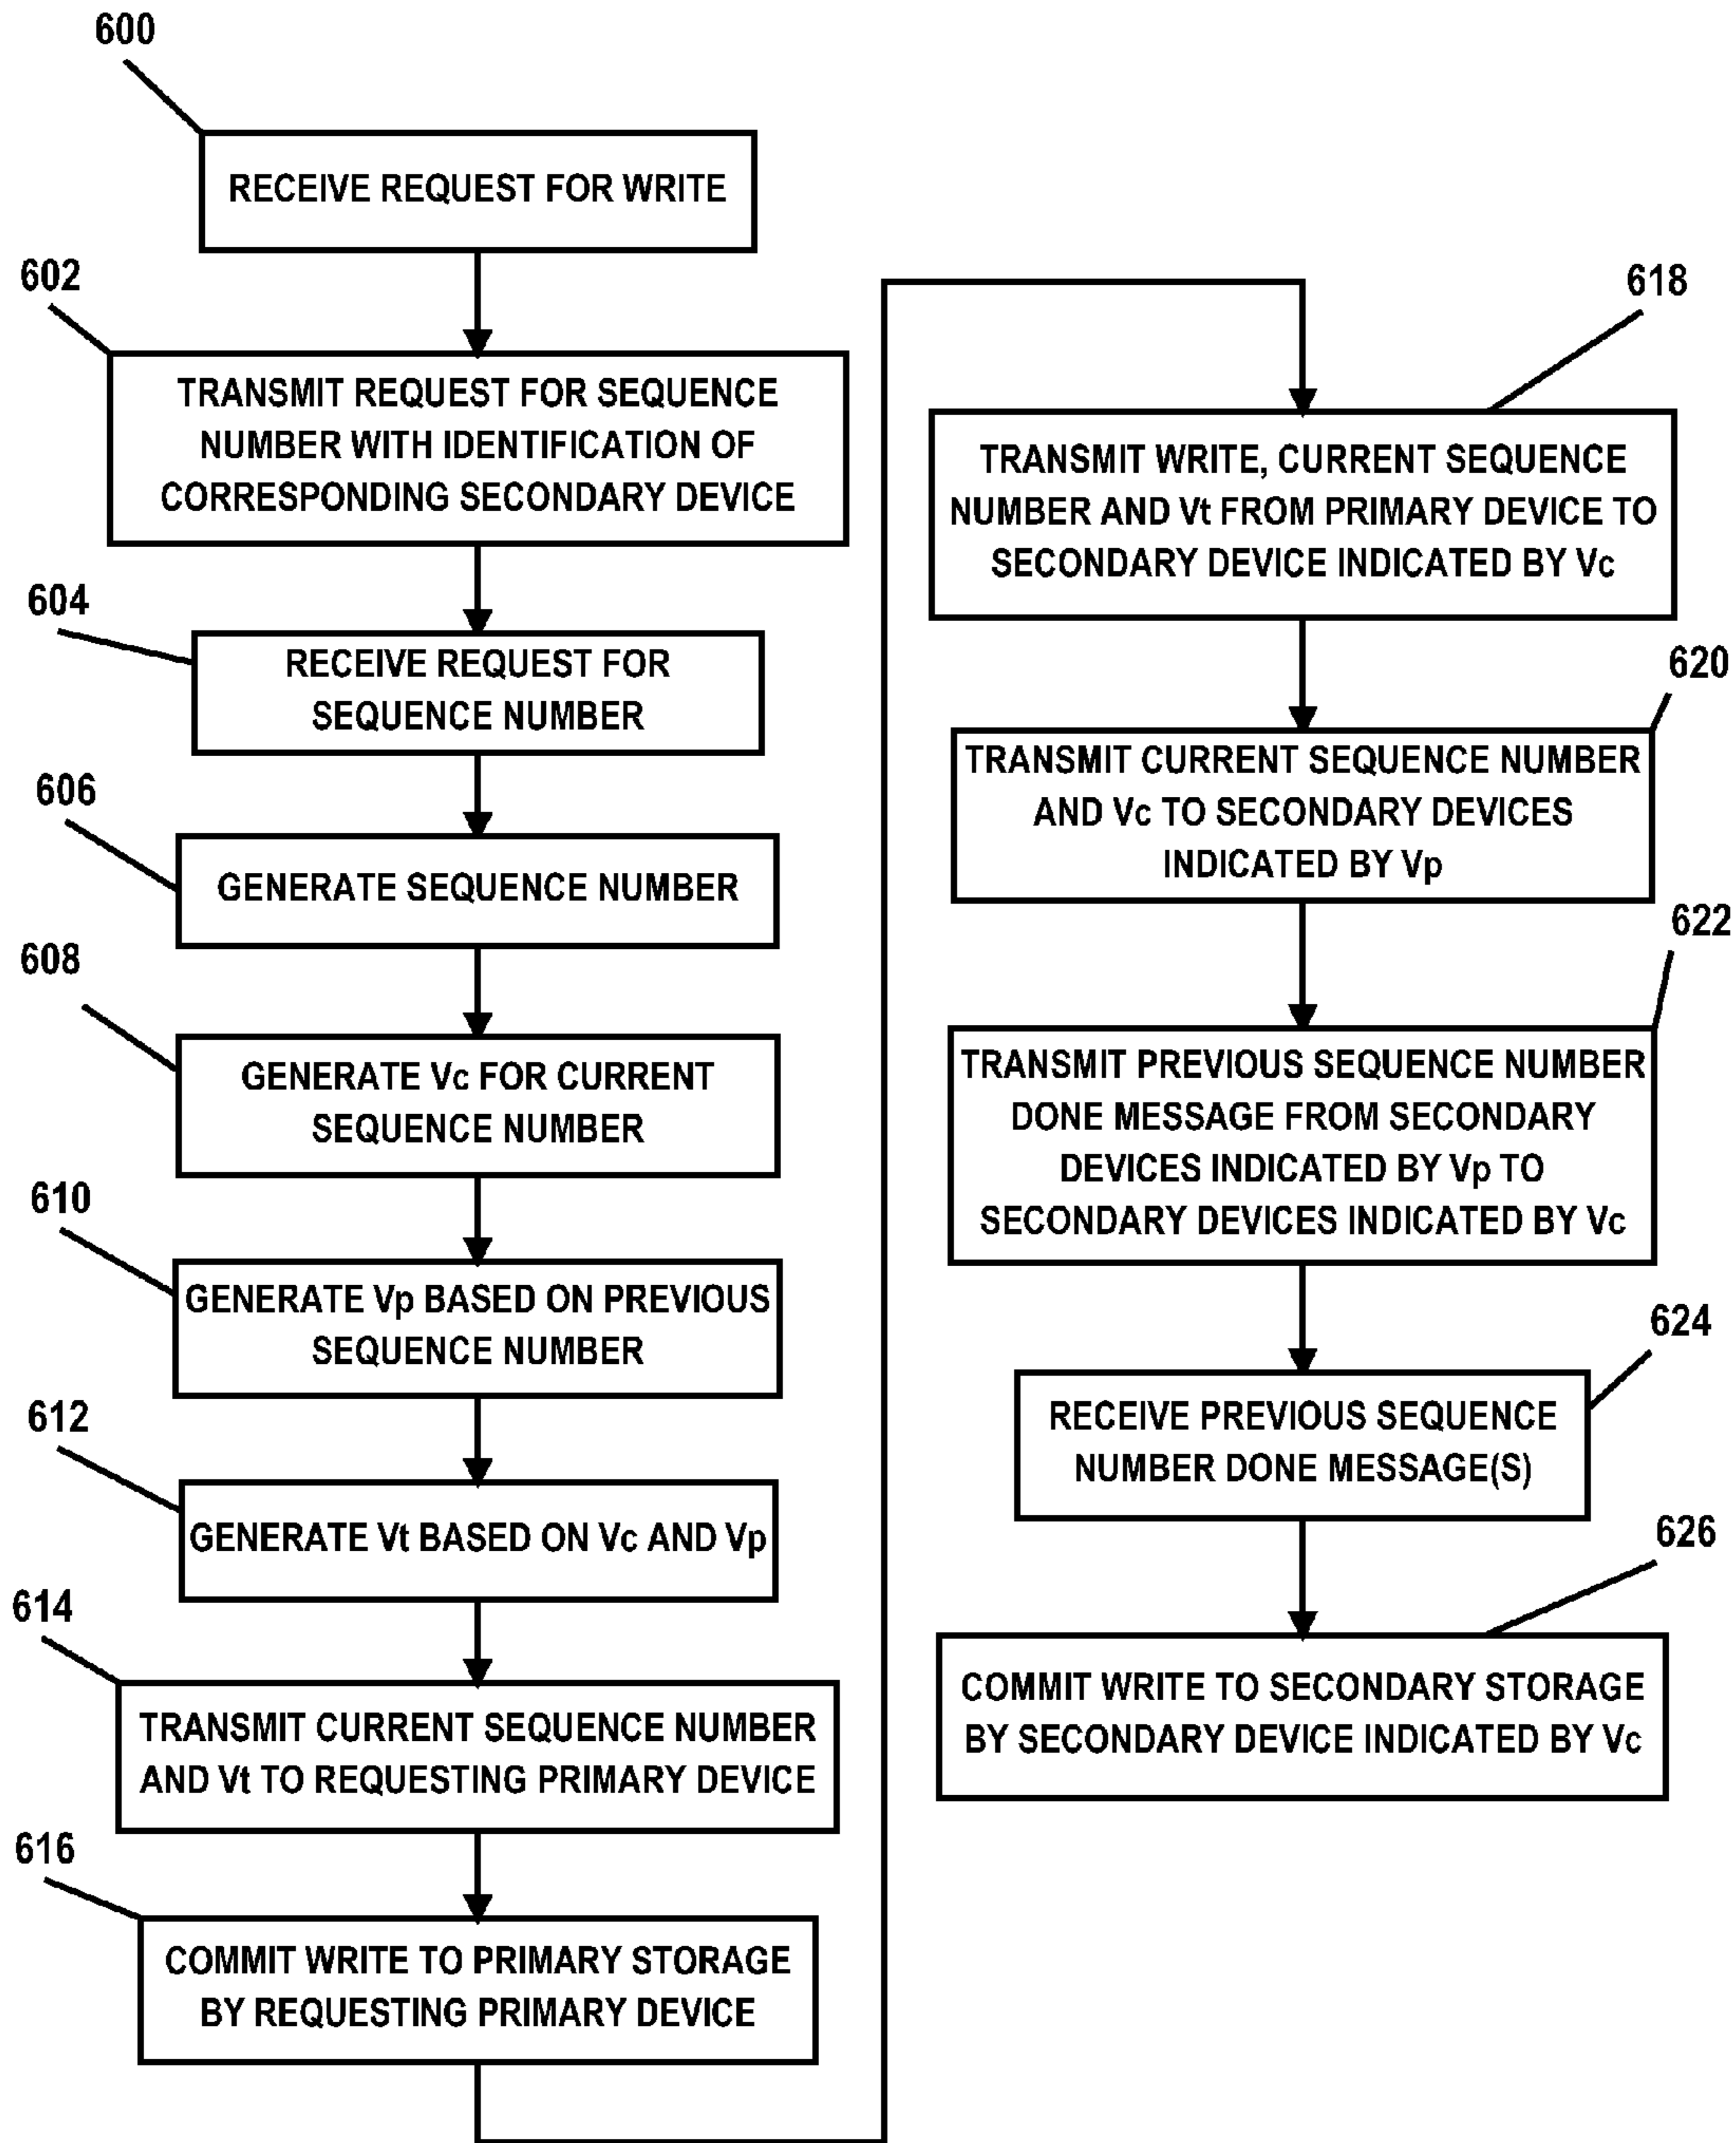 600
RECEIVE REQUEST FOR WRITE
602
TRANSMIT REQUEST FOR SEQUENCE
NUMBER WITH IDENTIFICATION OF
CORRESPONDING SECONDARY DEVICE
604
RECEIVE REQUEST FOR
SEQUENCE NUMBER
606
GENERATE SEQUENCE NUMBER
608
GENERATE Vc FOR CURRENT
SEQUENCE NUMBER
610
GENERATE Vp BASED ON PREVIOUS
SEQUENCE NUMBER
612
GENERATE Vt BASED ON Vc AND Vp
614
TRANSMIT CURRENT SEQUENCE NUMBER
AND Vt TO REQUESTING PRIMARY DEVICE
616
COMMIT WRITE TO PRIMARY STORAGE
BY REQUESTING PRIMARY DEVICE
618
TRANSMIT WRITE, CURRENT SEQUENCE
NUMBER AND Vt FROM PRIMARY DEVICE TO
SECONDARY DEVICE INDICATED BY Vc
620
TRANSMIT CURRENT SEQUENCE NUMBER
AND Vc TO SECONDARY DEVICES
INDICATED BY Vp
622
TRANSMIT PREVIOUS SEQUENCE NUMBER
DONE MESSAGE FROM SECONDARY
DEVICES INDICATED BY Vp TO
SECONDARY DEVICES INDICATED BY Vc
624
RECEIVE PREVIOUS SEQUENCE
NUMBER DONE MESSAGE(S)
626
COMMIT WRITE TO SECONDARY STORAGE
BY SECONDARY DEVICE INDICATED BY Vc